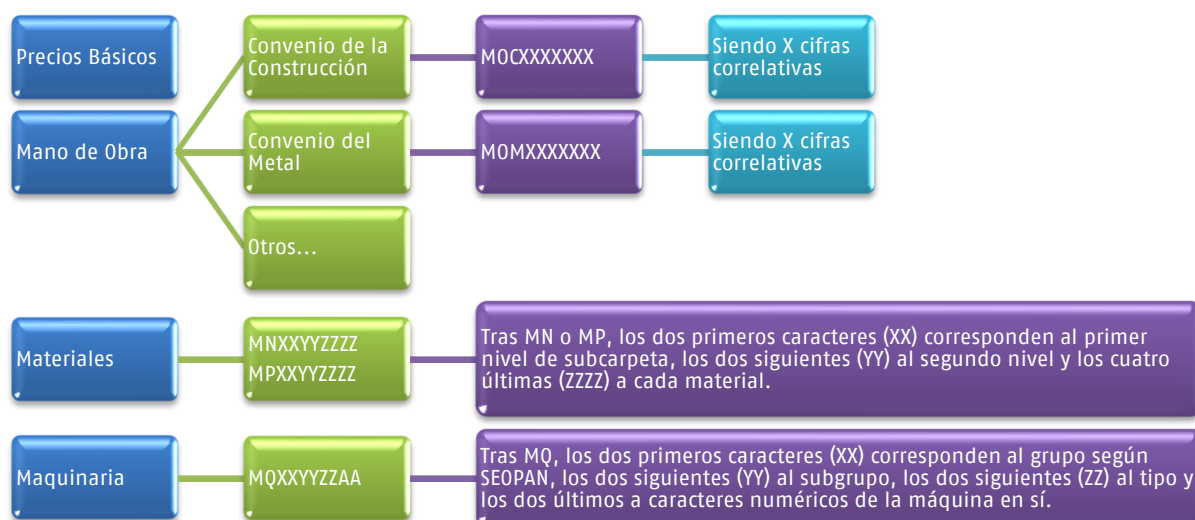 Precios Básicos
Convenio de la
Construcción
MOCXXXXXXX
Siendo X cifras
correlativas
Mano de Obra
Convenio del
Metal
MOMXXXXXXX
Siendo X cifras
correlativas
Otros...
Materiales
MNXXYYZZZZ
MPXXYYZZZZ
Tras MN o MP, los dos primeros caracteres (XX) corresponden al primer
nivel de subcarpeta, los dos siguientes (YY) al segundo nivel y los cuatro
últimas (ZZZZ) a cada material.
Maquinaria
MQXXYYZZAA
Tras MQ, los dos primeros caracteres (XX) corresponden al grupo según
SEOPAN, los dos siguientes (YY) al subgrupo, los dos siguientes (ZZ) al tipo y
los dos últimos a caracteres numéricos de la máquina en sí.